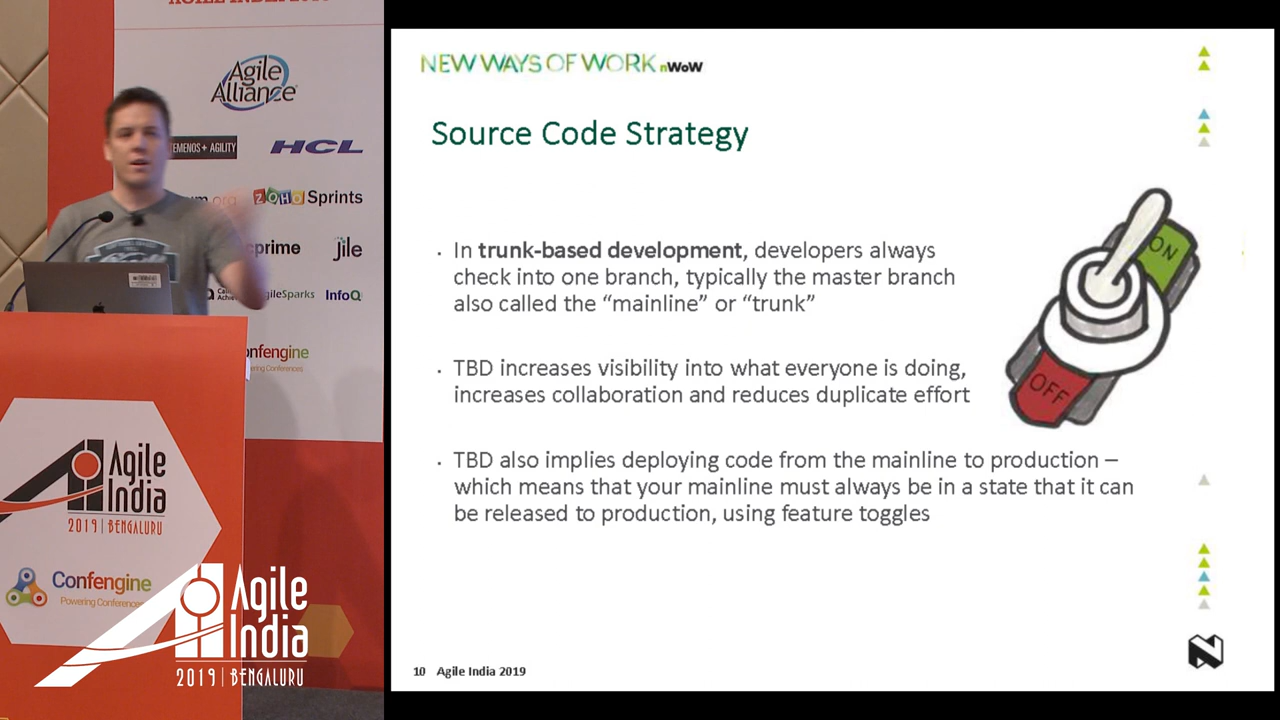 Agile
Alliance
TEMENOS + AGILITY
HCL
ZOHO Sprints
jile
AgileSparks
InfoQ
Agile
India
2019 | BENGALURU
Confengine
Powering Conferences
Agile
India
2019 | BENGALURU
NEW WAYS OF WORK nWoW
Source Code Strategy
· In trunk-based development, developers always
check into one branch, typically the master branch
also called the “mainline” or “trunk”
· TBD increases visibility into what everyone is doing,
increases collaboration and reduces duplicate effort
· TBD also implies deploying code from the mainline to production –
which means that your mainline must always be in a state that it can
be released to production, using feature toggles
ON
OFF
10 Agile India 2019